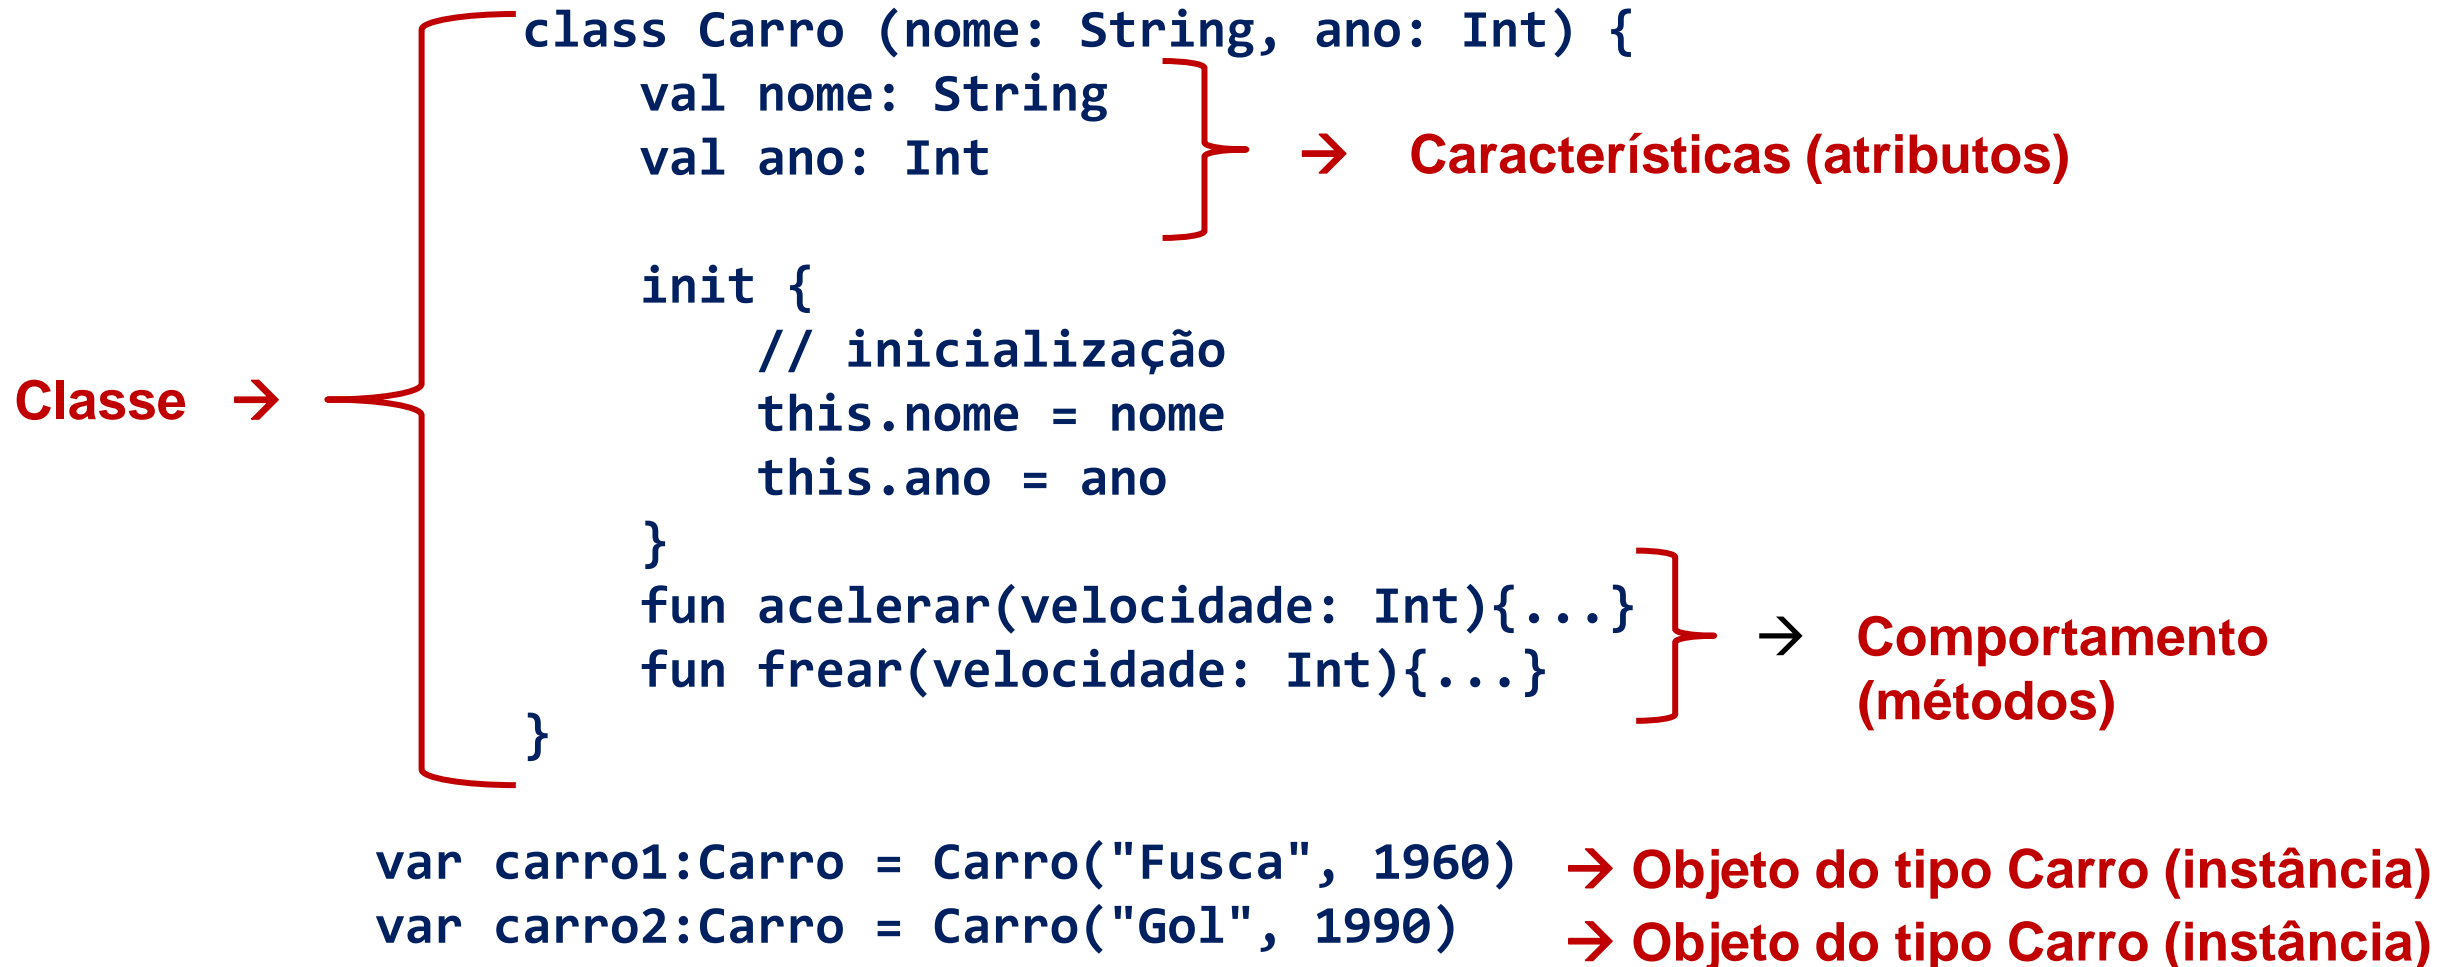 class Carro (nome: String, ano: Int) {
val nome: String
val ano: Int
→ Características (atributos)
init {
// inicialização
Classe →
this.nome = nome
this.ano = ano
}
fun acelerar(velocidade: Int){...}
fun frear(velocidade: Int){...}
→ Comportamento
(métodos)
}
var carro1:Carro = Carro("Fusca", 1960) → Objeto do tipo Carro (instância)
var carro2:Carro = Carro("Gol", 1990) → Objeto do tipo Carro (instância)